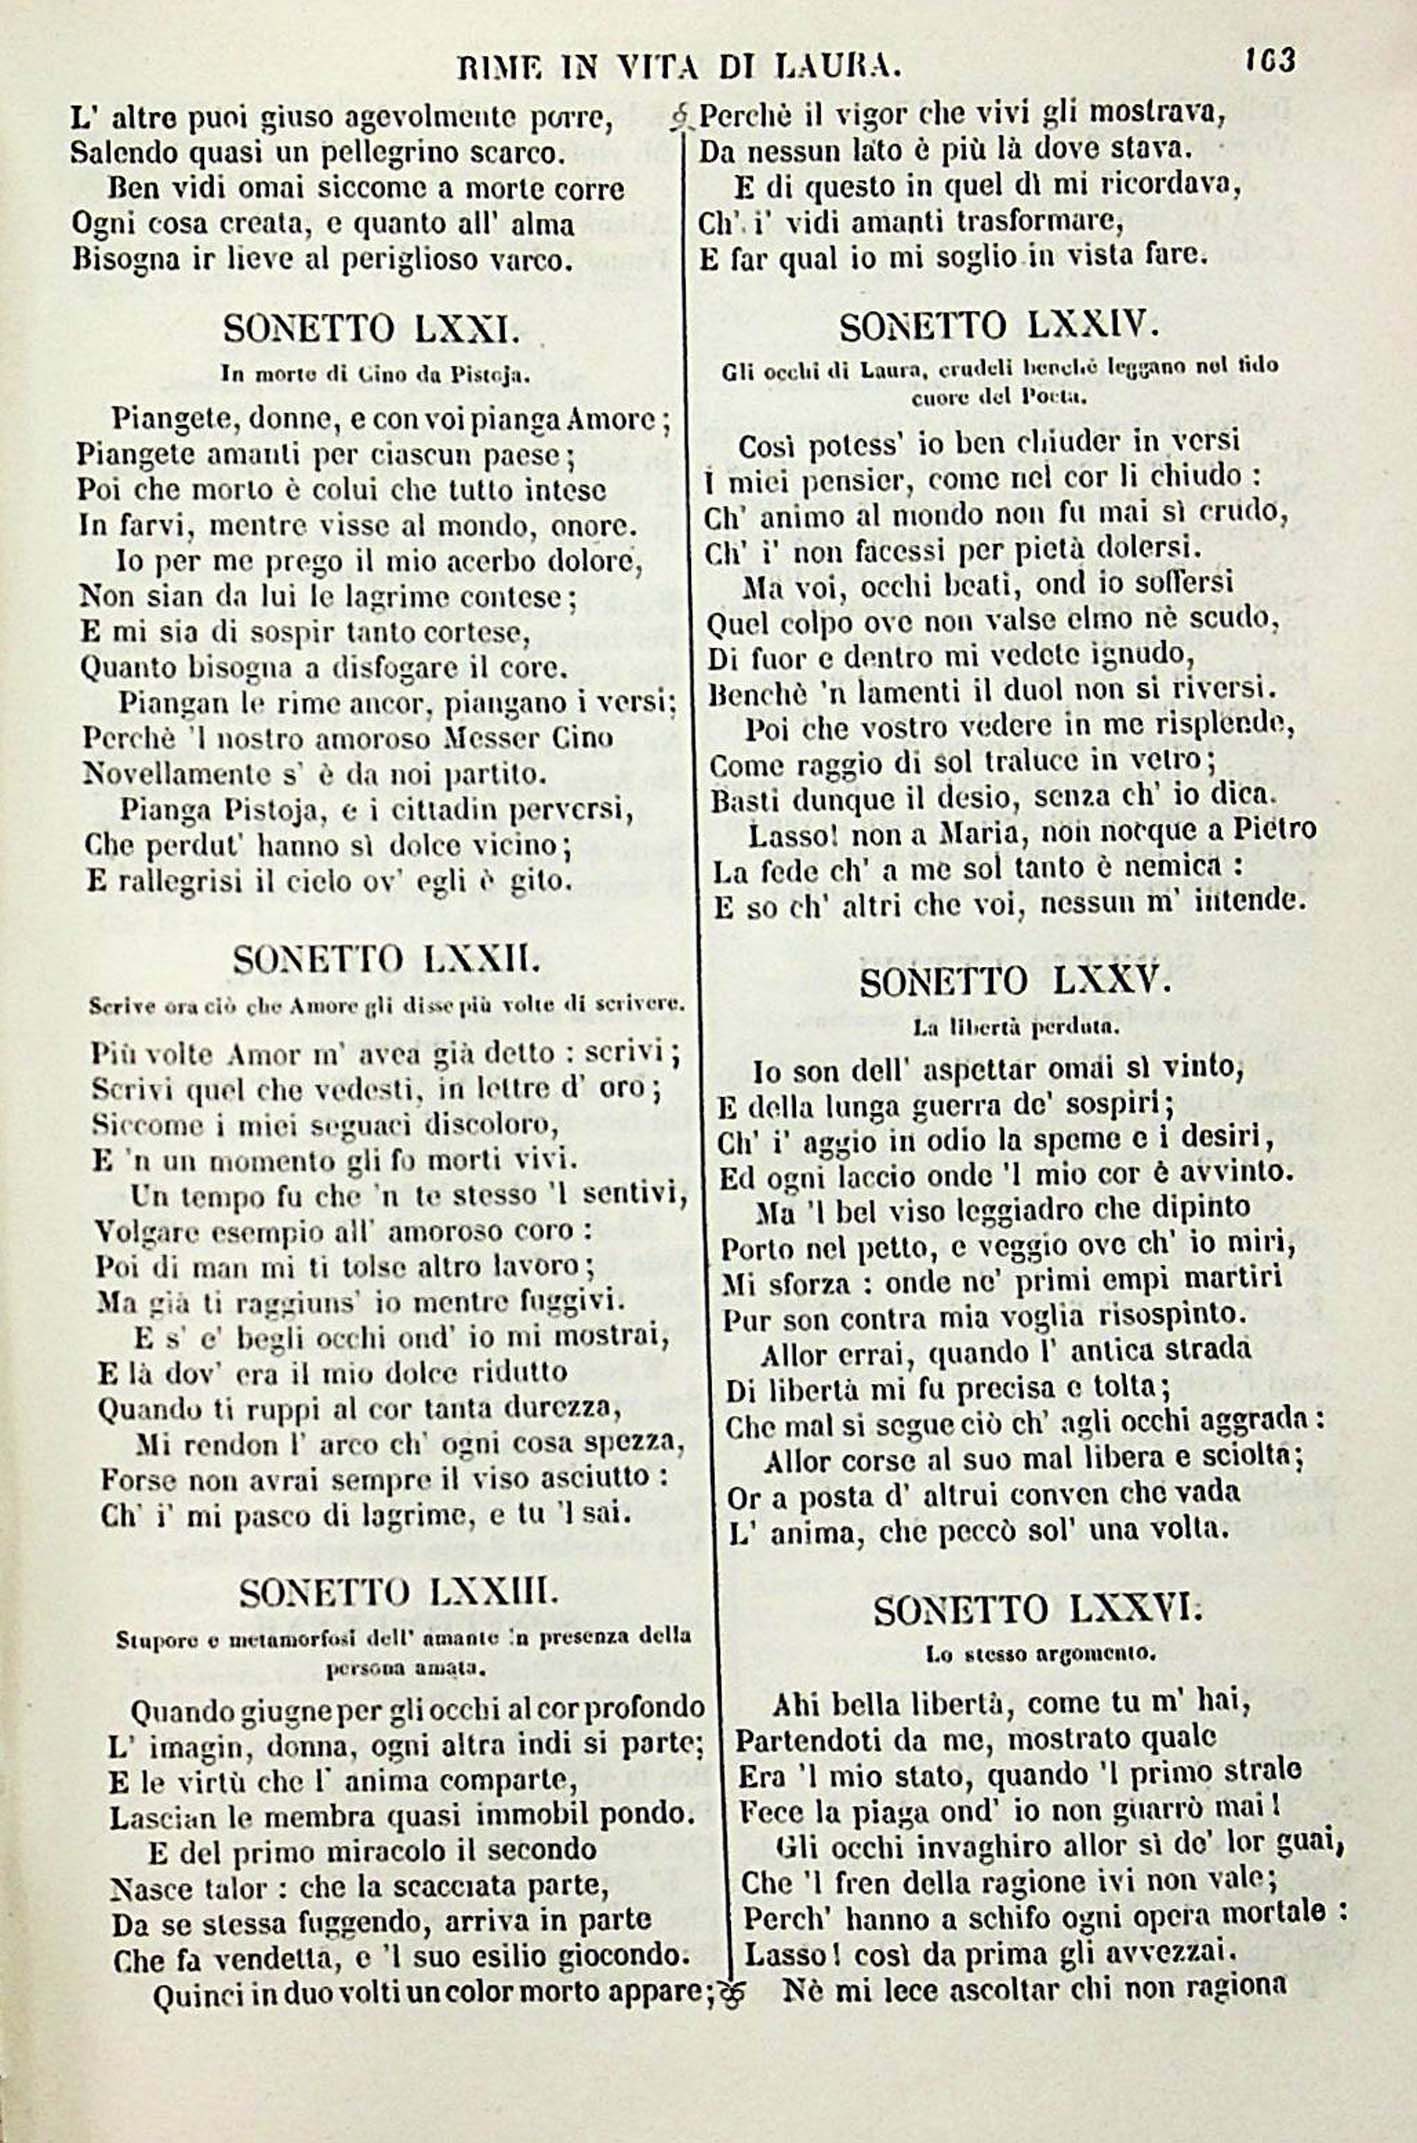 RIME IN VITA DI LAURA.
163
L' altre puoi giuso agevolmente porre,
Salendo quasi un pellegrino scarco.
Ben vidi omai siccome a morte corre
Ogni cosa creata, e quanto all' alma
Bisogna ir lieve al periglioso varco.
SONETTO LXXI.
In morte di Cino da Pistoja.
Piangete, donne, e con voi pianga Amore;
Piangete amanti per ciascun paese;
Poi che morto è colui che tutto intese
In farvi, mentre visse al mondo, onore.
Io per me prego il mio acerbo dolore,
Non sian da lui le lagrime contese;
E mi sia di sospir tanto cortese,
Quanto bisogna a disfogare il core.
Piangan le rime ancor, piangano i versi;
Perchè 'l nostro amoroso Messer Cino
Novellamente s' è da noi partito.
Pianga Pistoja, e i cittadin perversi,
Che perdut' hanno sì dolce vicino;
E rallegrisi il cielo ov' egli è gito.
SONETTO LXXII.
Scrive ora ciò che Amore gli disse più volte di scrivere.
Più volte Amor m' avea già detto : scrivi;
Scrivi quel che vedesti, in lettre d' oro;
Siccome i miei seguaci discoloro,
E 'n un momento gli fo morti vivi.
Un tempo fu che 'n te stesso 'l sentivi,
Volgare esempio all' amoroso coro :
Poi di man mi ti tolse altro lavoro;
Ma già ti raggiuns' io mentre fuggivi.
E s' e' begli occhi ond' io mi mostrai,
E là dov' era il mio dolce ridutto
Quando ti ruppi al cor tanta durezza,
Mi rendon l' arco ch' ogni cosa spezza,
Forse non avrai sempre il viso asciutto :
Ch' i' mi pasco di lagrime, e tu 'l sai.
SONETTO LXXIII.
Stupore e metamorfosi dell' amante 'n presenza della
persona amata.
Quando giugne per gli occhi al cor profondo
L' imagin, donna, ogni altra indi si parte;
E le virtù che l' anima comparte,
Lascian le membra quasi immobil pondo.
E del primo miracolo il secondo
Nasce talor : che la scacciata parte,
Da se stessa fuggendo, arriva in parte
Che fa vendetta, e 'l suo esilio giocondo.
Quinci in duo volti un color morto appare;
Perchè il vigor che vivi gli mostrava,
Da nessun lato è più là dove stava.
E di questo in quel dì mi ricordava,
Ch' i' vidi amanti trasformare,
E far qual io mi soglio in vista fare.
SONETTO LXXIV.
Gli occhi di Laura, crudeli benchè leggano nel fido
cuore del Poeta.
Così potess' io ben chiuder in versi
I miei pensier, come nel cor li chiudo :
Ch' animo al mondo non fu mai sì crudo,
Ch' i' non facessi per pietà dolersi.
Ma voi, occhi beati, ond io soffersi
Quel colpo ove non valse elmo nè scudo,
Di fuor e dentro mi vedete ignudo,
Benchè 'n lamenti il duol non si riversi.
Poi che vostro vedere in me risplende,
Come raggio di sol traluce in vetro;
Basti dunque il desio, senza ch' io dica.
Lasso! non a Maria, non nocque a Pietro
La fede ch' a me sol tanto è nemica :
E so ch' altri che voi, nessun m' intende.
SONETTO LXXV.
La libertà perduta.
Io son dell' aspettar omai sì vinto,
E della lunga guerra de' sospiri;
Ch' i' aggio in odio la speme e i desiri,
Ed ogni laccio onde 'l mio cor è avvinto.
Ma 'l bel viso leggiadro che dipinto
Porto nel petto, e veggio ove ch' io miri,
Mi sforza : onde ne' primi empi martiri
Pur son contra mia voglia risospinto.
Allor errai, quando l' antica strada
Di libertà mi fu precisa e tolta;
Che mal si segue ciò ch' agli occhi aggrada :
Allor corse al suo mal libera e sciolta;
Or a posta d' altrui conven che vada
L' anima, che peccò sol' una volta.
SONETTO LXXVI.
Lo stesso argomento.
Ahi bella libertà, come tu m' hai,
Partendoti da me, mostrato quale
Era 'l mio stato, quando 'l primo strale
Fece la piaga ond' io non guarrò mai!
Gli occhi invaghiro allor sì de' lor guai,
Che 'l fren della ragione ivi non vale;
Perch' hanno a schifo ogni opera mortale :
Lasso! così da prima gli avvezzai.
Nè mi lece ascoltar chi non ragiona